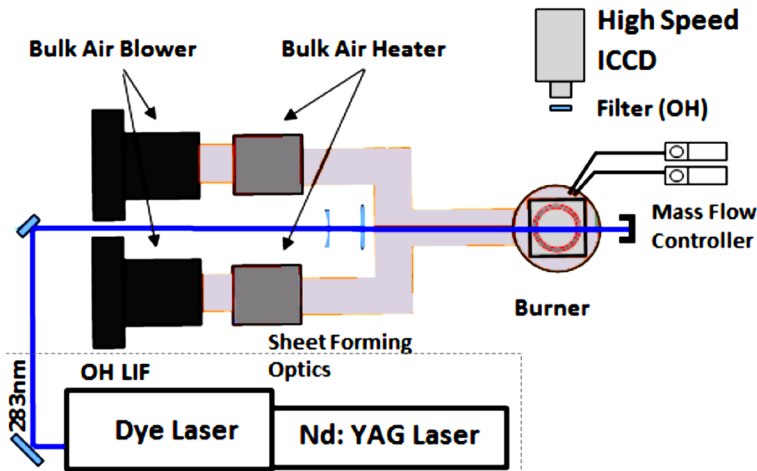 High Speed
ICCD
Bulk Air Blower
Bulk Air Heater
Filter (OH)
Mass Flow
Controller
Burner
Sheet Forming
Optics
OH LIF
283nm
Dye Laser
Nd: YAG Laser